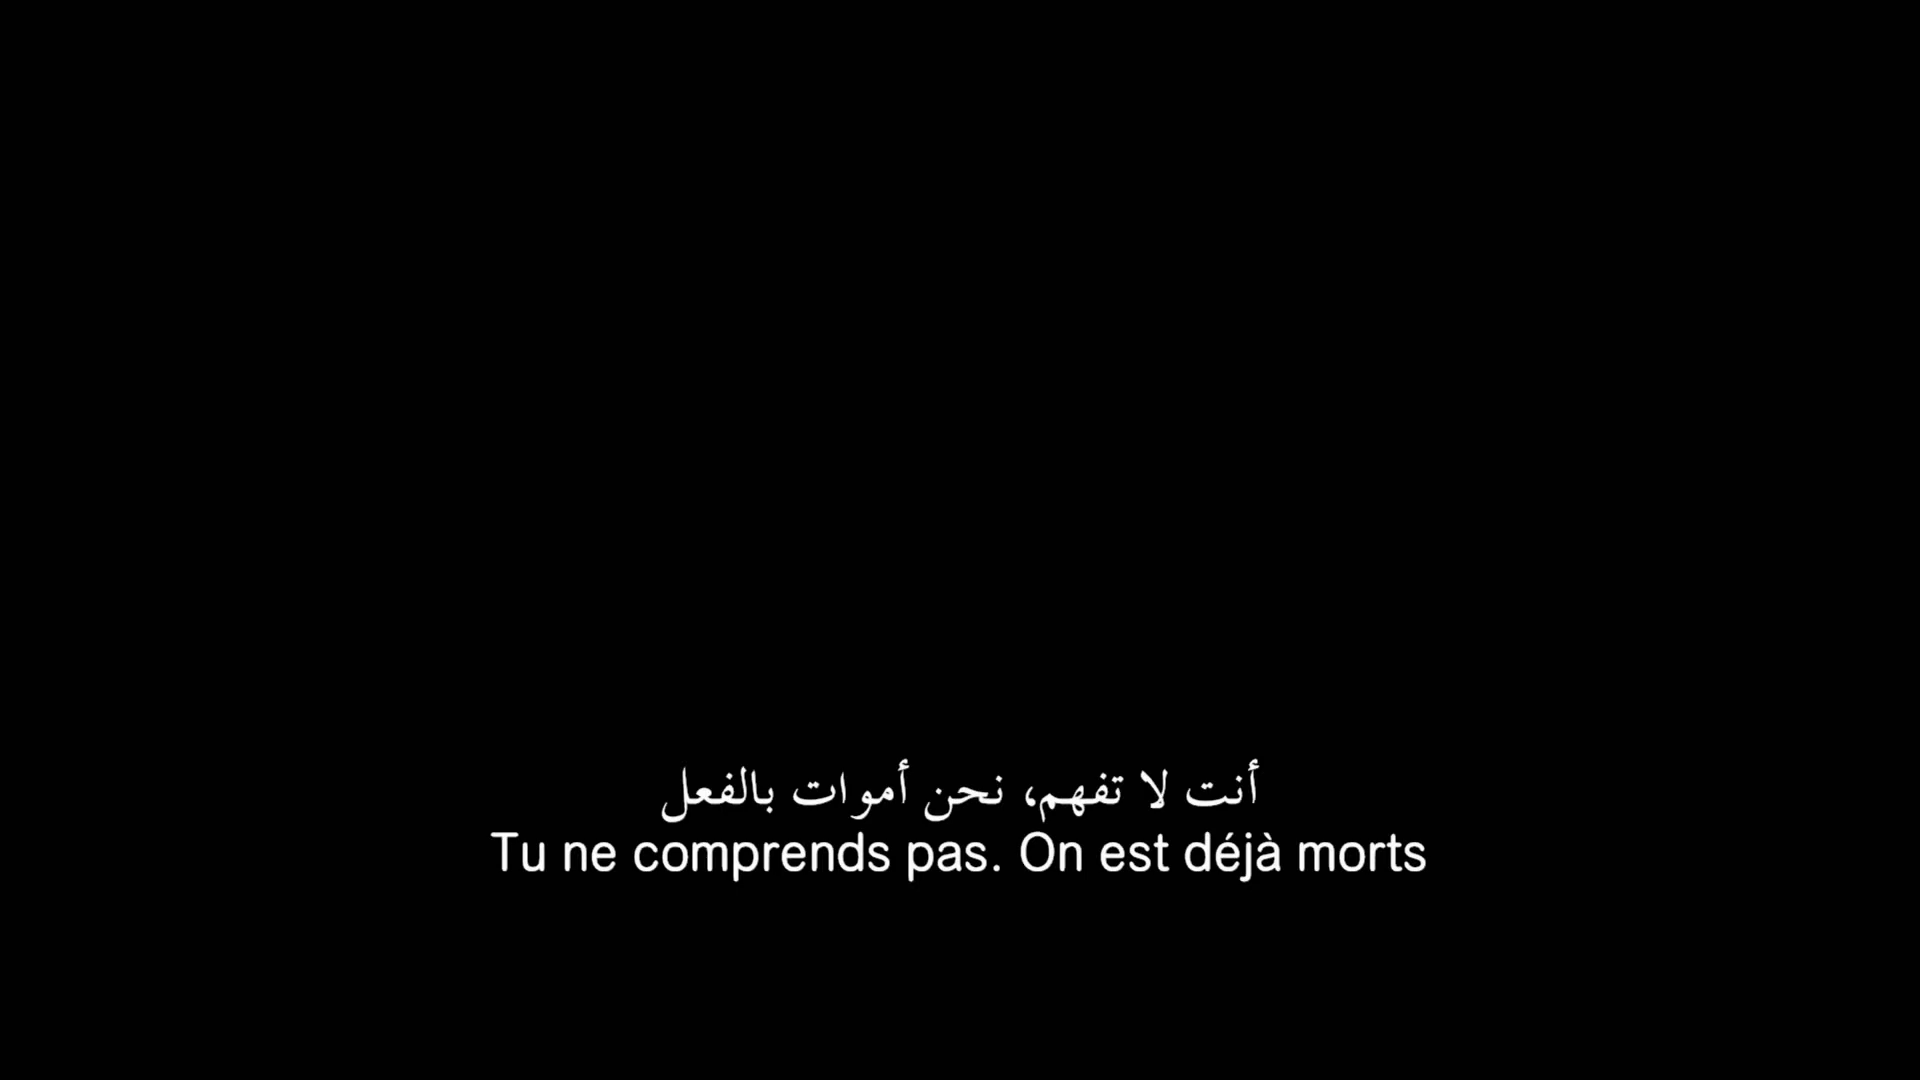 أنت لا تفهم، نحن أموات بالفعل
Tu ne comprends pas. On est déjà morts